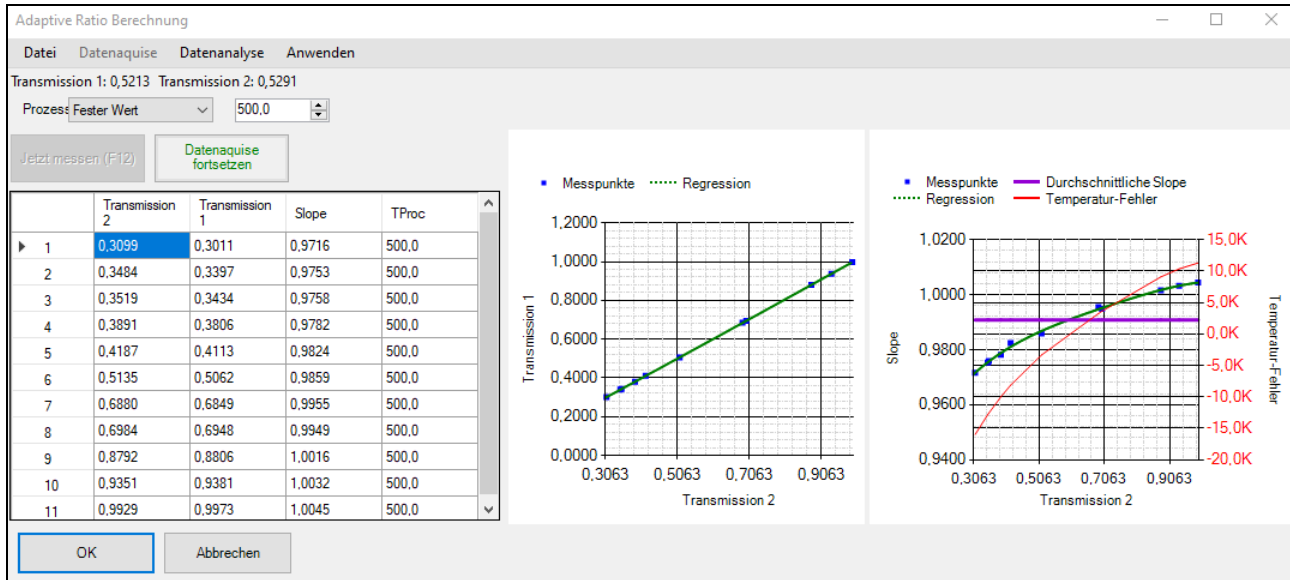 Adaptive Ratio Berechnung
Datei Datenaquise Datenanalyse Anwenden
Transmission 1: 0,5213 Transmission 2: 0,5291
Prozess Fester Wert 500,0
Jetzt messen (F12) Datenaquise fortsetzen
Transmission 2 Transmission 1 Slope TProc
1 0,3099 0,3011 0,9716 500,0
2 0,3484 0,3397 0,9753 500,0
3 0,3519 0,3434 0,9758 500,0
4 0,3891 0,3806 0,9782 500,0
5 0,4187 0,4113 0,9824 500,0
6 0,5135 0,5062 0,9859 500,0
7 0,6880 0,6849 0,9955 500,0
8 0,6984 0,6948 0,9949 500,0
9 0,8792 0,8806 1,0016 500,0
10 0,9351 0,9381 1,0032 500,0
11 0,9929 0,9973 1,0045 500,0
OK Abbrechen
Messpunkte Regression
1,2000
1,0000
0,8000
0,6000
0,4000
0,2000
0,0000
Transmission 1
0,3063 0,5063 0,7063 0,9063
Transmission 2
Messpunkte Durchschnittliche Slope
Regression Temperatur-Fehler
1,0200
1,0000
0,9800
0,9600
0,9400
Slope
15,0K
10,0K
5,0K
0,0K
-5,0K
-10,0K
-15,0K
-20,0K
Temperatur-Fehler
0,3063 0,5063 0,7063 0,9063
Transmission 2